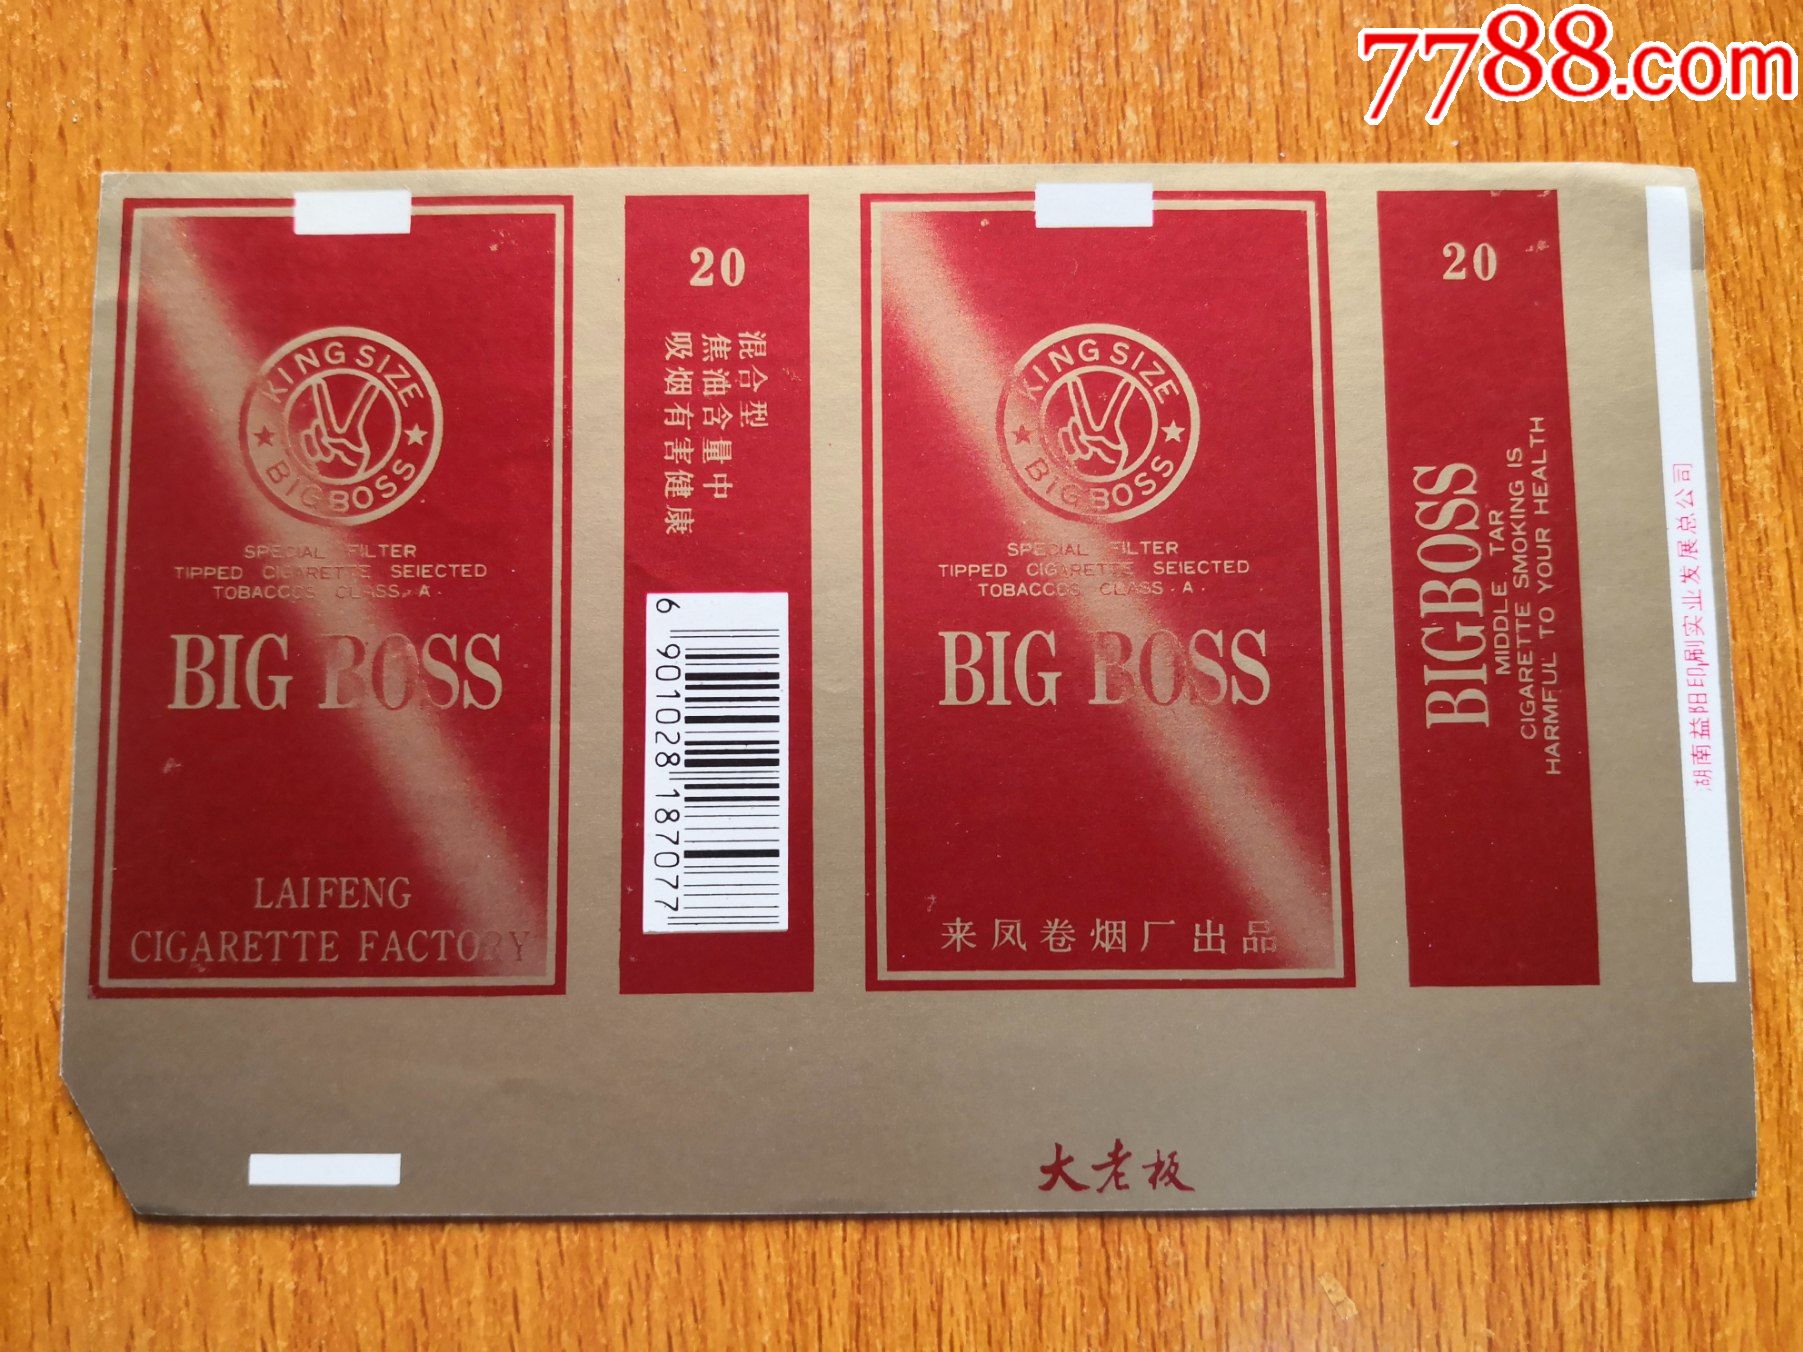 7788.com
KING SIZE
★ ★
BIG BOSS
SPECIAL FILTER
TIPPED CIGARETTE SEIECTED
TOBACCOS CLASS . A .
BIG BOSS
LAIFENG
CIGARETTE FACTORY
20
混合型
焦油含量中
吸烟有害健康
6 901028 187077
KING SIZE
★ ★
BIG BOSS
SPECIAL FILTER
TIPPED CIGARETTE SEIECTED
TOBACCOS CLASS . A .
BIG BOSS
来凤卷烟厂出品
20
BIGBOSS
MIDDLE TAR
CIGARETTE SMOKING IS
HARMFUL TO YOUR HEALTH
湖南益阳印刷实业发展总公司
大老板